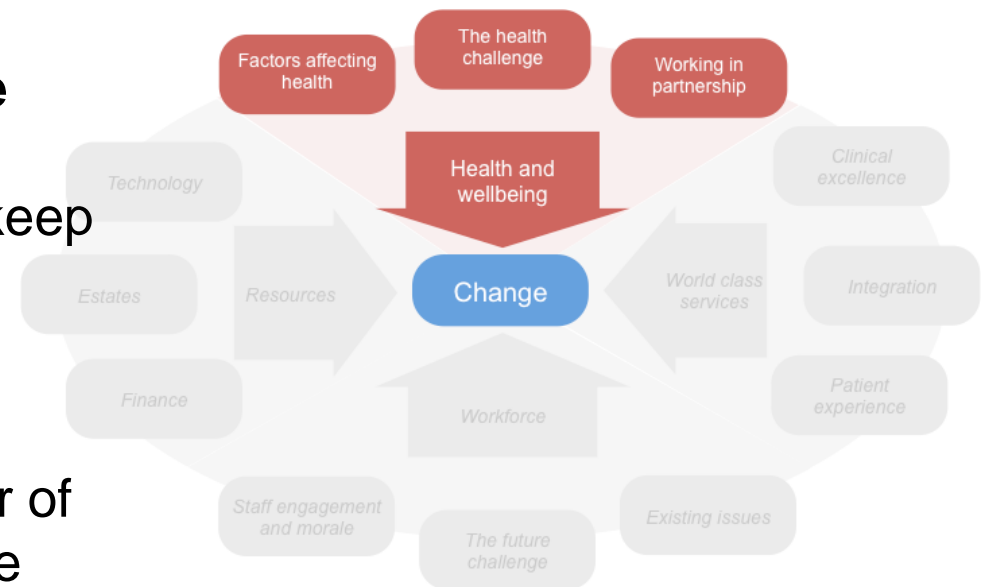 e
keep
r of
e
Factors affecting
health
The health
challenge
Working in
partnership
Health and
wellbeing
Technology
Clinical
excellence
Estates
Resources
Change
World class
services
Integration
Finance
Workforce
Patient
experience
Staff engagement
and morale
The future
challenge
Existing issues